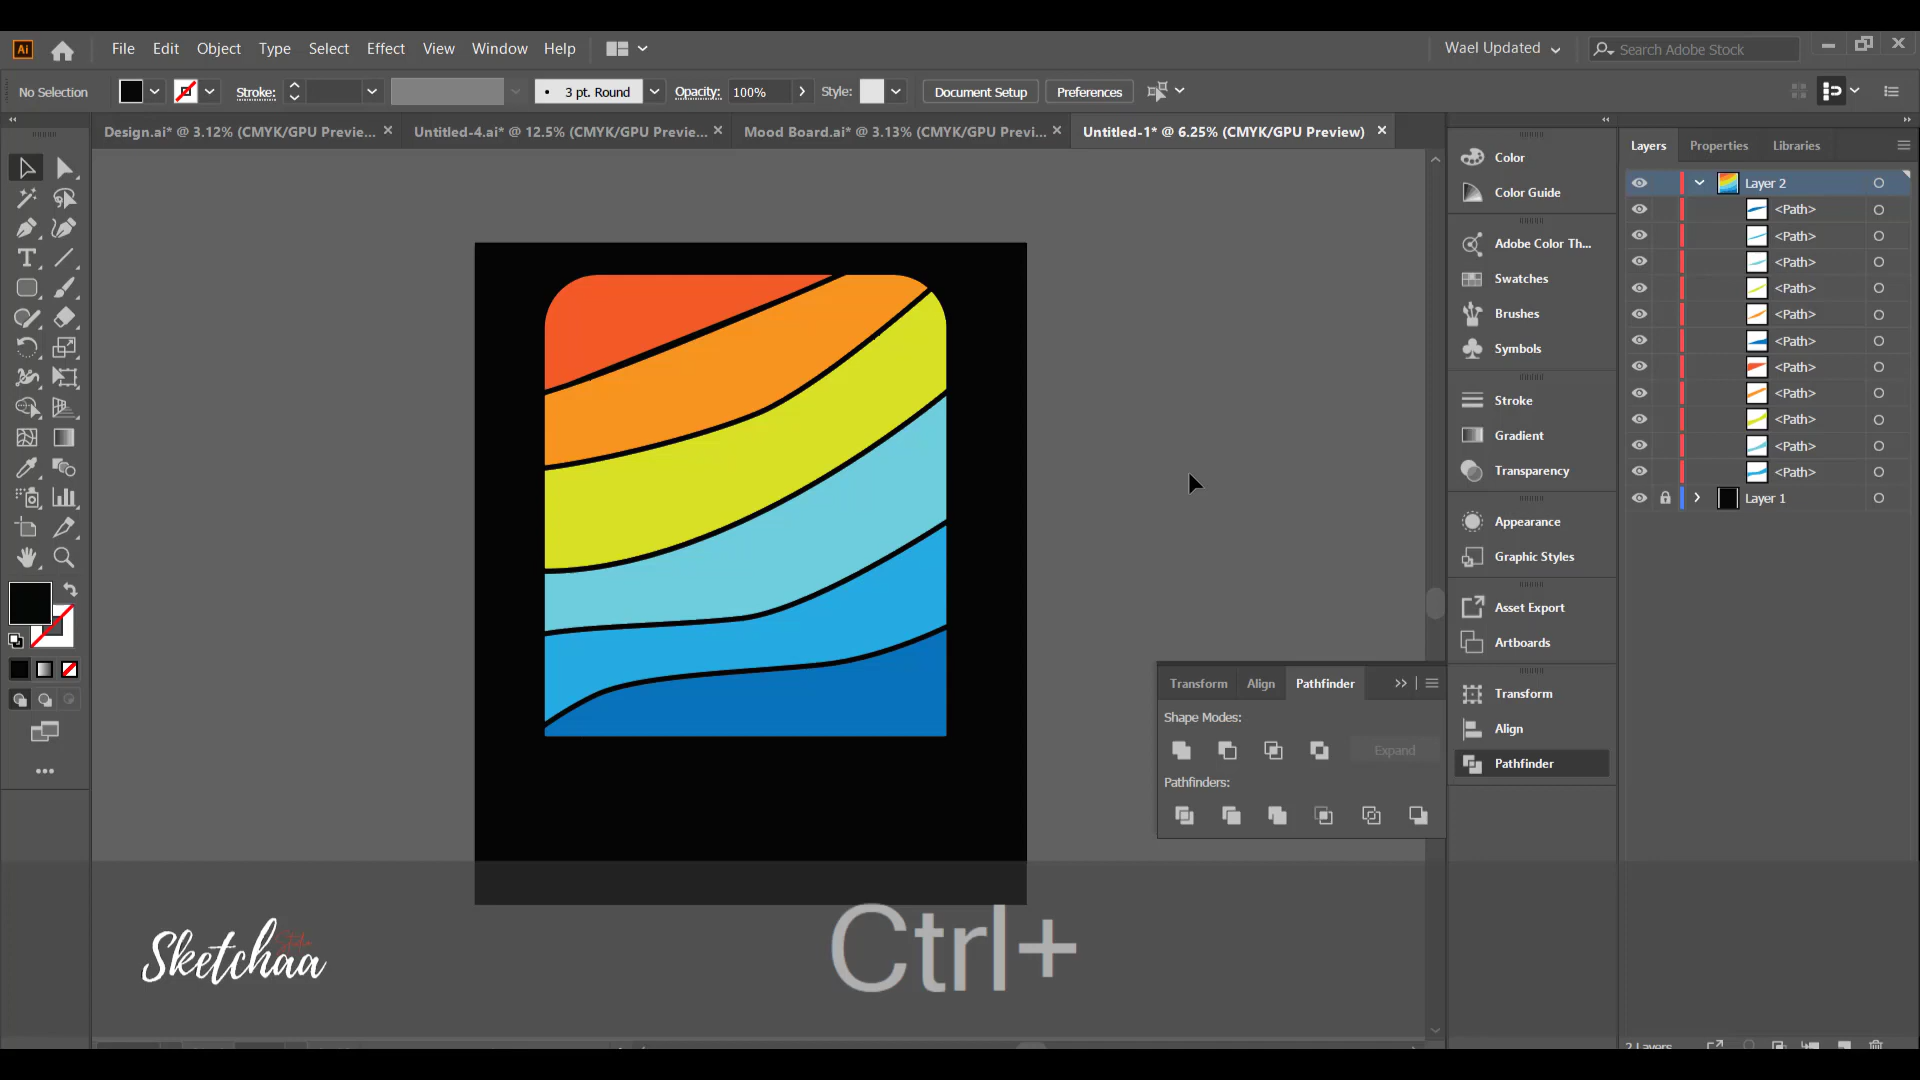 Ai
File Edit Object Type Select Effect View Window Help
Wael Updated
Search Adobe Stock
No Selection
Stroke:
3 pt. Round
Opacity: 100%
Style:
Document Setup
Preferences
Design.ai* @ 3.12% (CMYK/GPU Previe...
Untitled-4.ai* @ 12.5% (CMYK/GPU Previe...
Mood Board.ai* @ 3.13% (CMYK/GPU Previ...
Untitled-1* @ 6.25% (CMYK/GPU Preview)
Color
Color Guide
Adobe Color Th...
Swatches
Brushes
Symbols
Stroke
Gradient
Transparency
Appearance
Graphic Styles
Asset Export
Artboards
Transform
Align
Pathfinder
Layers Properties Libraries
Layer 2
<Path>
<Path>
<Path>
<Path>
<Path>
<Path>
<Path>
<Path>
<Path>
<Path>
<Path>
Layer 1
Transform Align Pathfinder
Shape Modes:
Expand
Pathfinders:
Sketchaa
Studio
Ctrl+
2 Layers